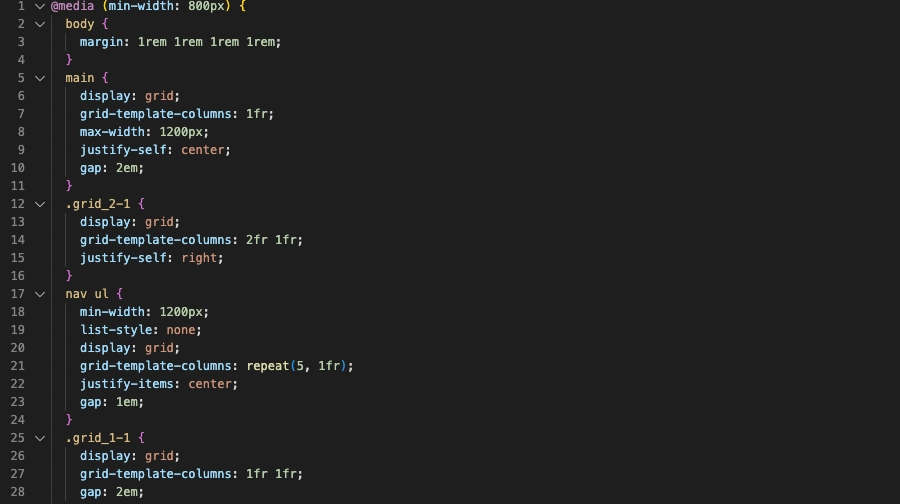 1 @media (min-width: 800px) {
2 body {
3 margin: 1rem 1rem 1rem 1rem;
4 }
5 main {
6 display: grid;
7 grid-template-columns: 1fr;
8 max-width: 1200px;
9 justify-self: center;
10 gap: 2em;
11 }
12 .grid_2-1 {
13 display: grid;
14 grid-template-columns: 2fr 1fr;
15 justify-self: right;
16 }
17 nav ul {
18 min-width: 1200px;
19 list-style: none;
20 display: grid;
21 grid-template-columns: repeat(5, 1fr);
22 justify-items: center;
23 gap: 1em;
24 }
25 .grid_1-1 {
26 display: grid;
27 grid-template-columns: 1fr 1fr;
28 gap: 2em;